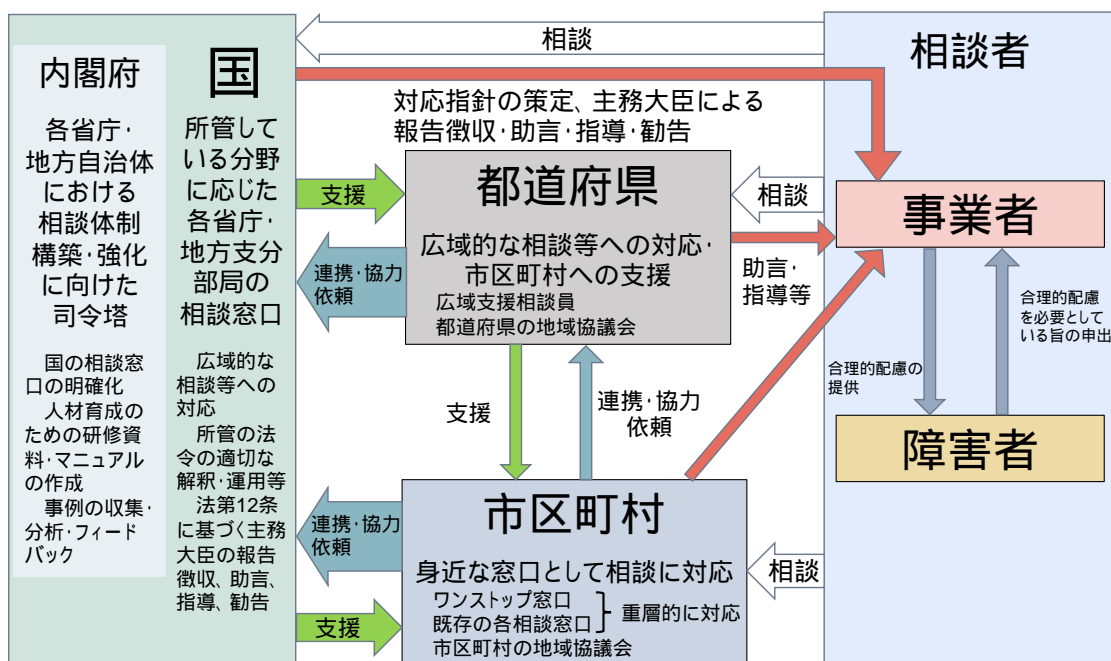 内閣府
各省庁・
地方自治体
における
相談体制
構築・強化
に向けた
司令塔
国の相談窓
口の明確化
人材育成の
ための研修資
料・マニュアル
の作成
事例の収集・
分析・フィード
バック
国
所管して
いる分野
に応じた
各省庁・
地方支分
部局の
相談窓口
広域的な
相談等への
対応
所管の法
令の適切な
解釈・運用等
法第12条
に基づく主務
大臣の報告
徴収、助言、
指導、勧告
相談
対応指針の策定、主務大臣による
報告徴収・助言・指導・勧告
支援
連携・協力
依頼
都道府県
広域的な相談等への対応・
市区町村への支援
広域支援相談員
都道府県の地域協議会
相談
助言・
指導等
支援
連携・協力
依頼
連携・協力
依頼
支援
市区町村
身近な窓口として相談に対応
ワンストップ窓口
既存の各相談窓口
重層的に対応
市区町村の地域協議会
相談
相談者
事業者
合理的配慮の
提供
合理的配慮
を必要として
いる旨の申出
障害者